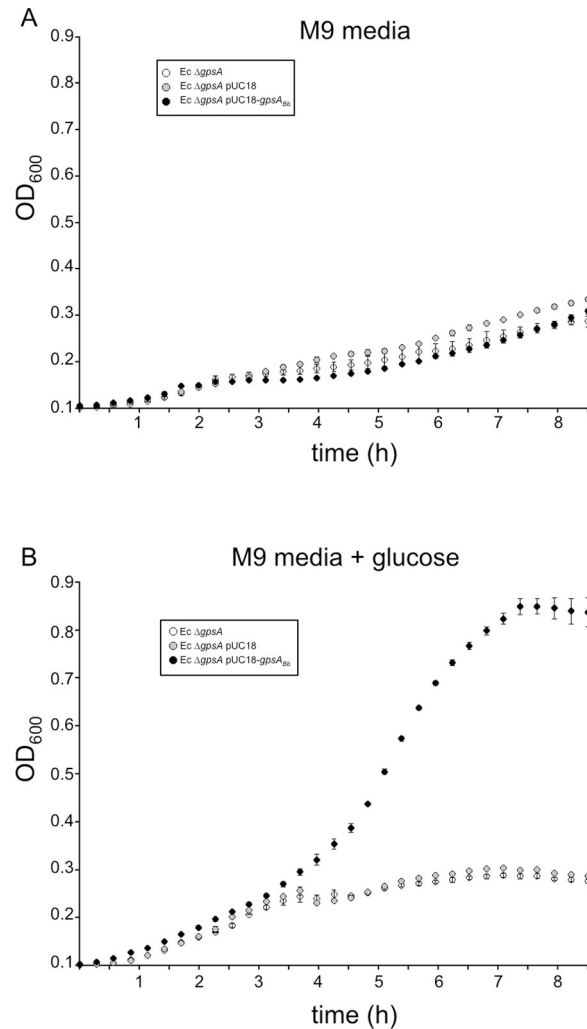 A
M9 media
0.9
0.8
0.7
0.6
0.5
0.4
0.3
0.2
0.1
OD600
Ec ΔgpsA
Ec ΔgpsA pUC18
Ec ΔgpsA pUC18-gpsABb
1 2 3 4 5 6 7 8
time (h)
B
M9 media + glucose
0.9
0.8
0.7
0.6
0.5
0.4
0.3
0.2
0.1
OD600
Ec ΔgpsA
Ec ΔgpsA pUC18
Ec ΔgpsA pUC18-gpsABb
1 2 3 4 5 6 7 8
time (h)